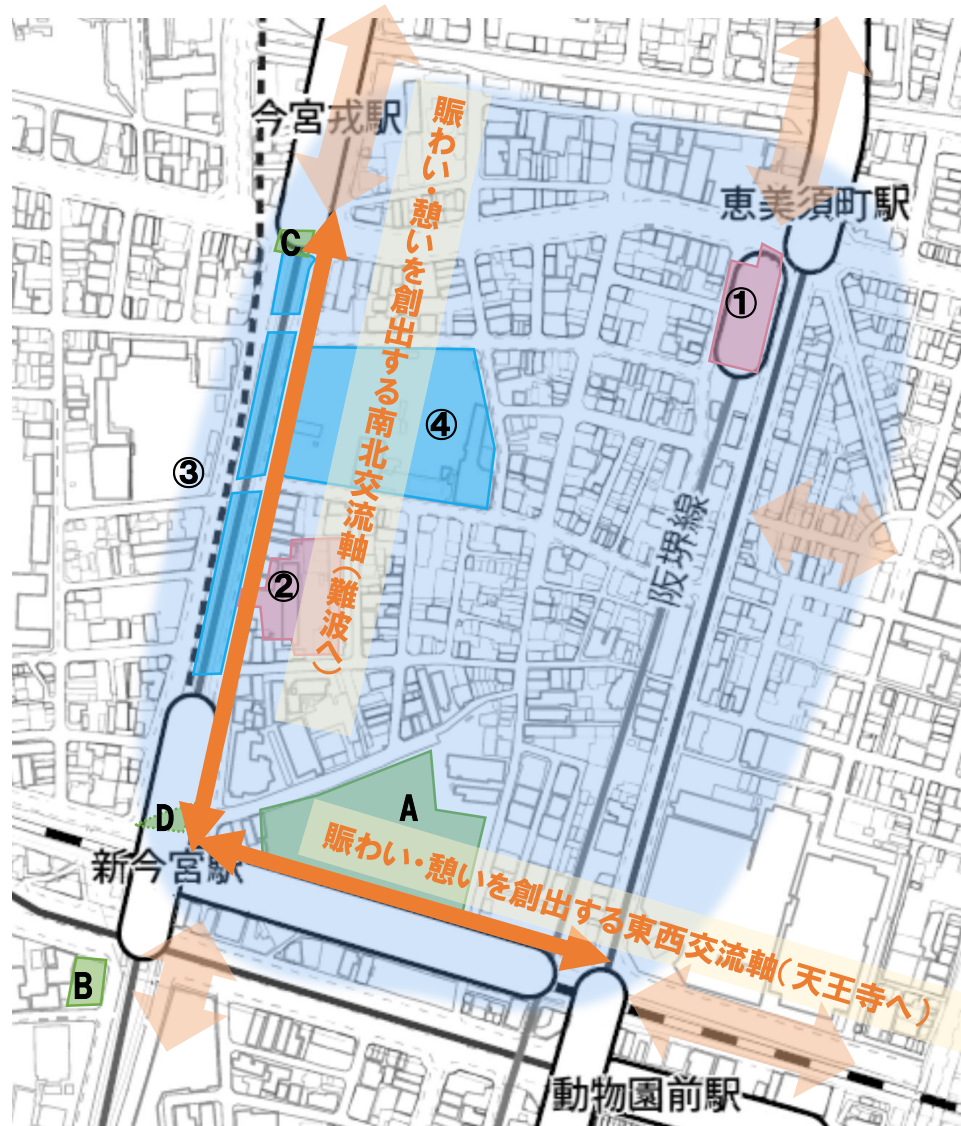 今宮戎駅
賑わい・憩いを創出する南北交流軸(難波へ)
恵美須町駅
C
①
④
③
阪堺線
②
A
D
賑わい・憩いを創出する東西交流軸(天王寺へ)
新今宮駅
B
動物園前駅